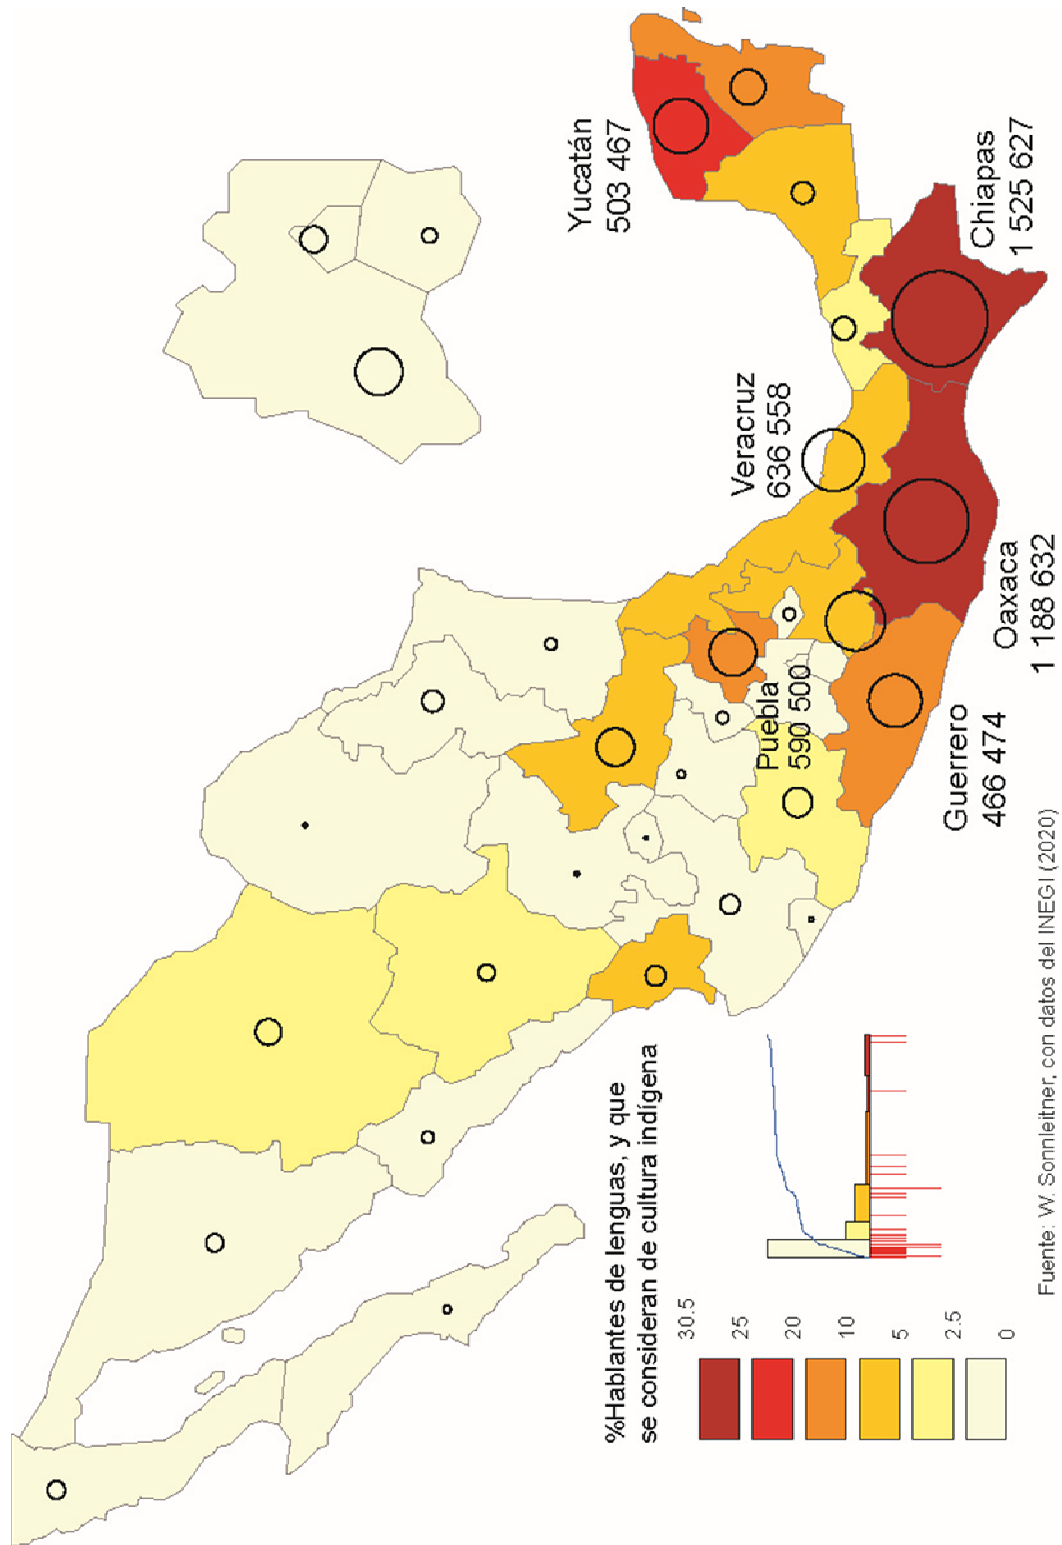 %Hablantes de lenguas, y que
se consideran de cultura indígena
30.5
25
20
10
5
2.5
0
Puebla
590 500
Veracruz
636 558
Yucatán
503 467
Guerrero
466 474
Oaxaca
1 188 632
Chiapas
1 525 627
Fuente: W. Sonnleitner, con datos del INEGI (2020)